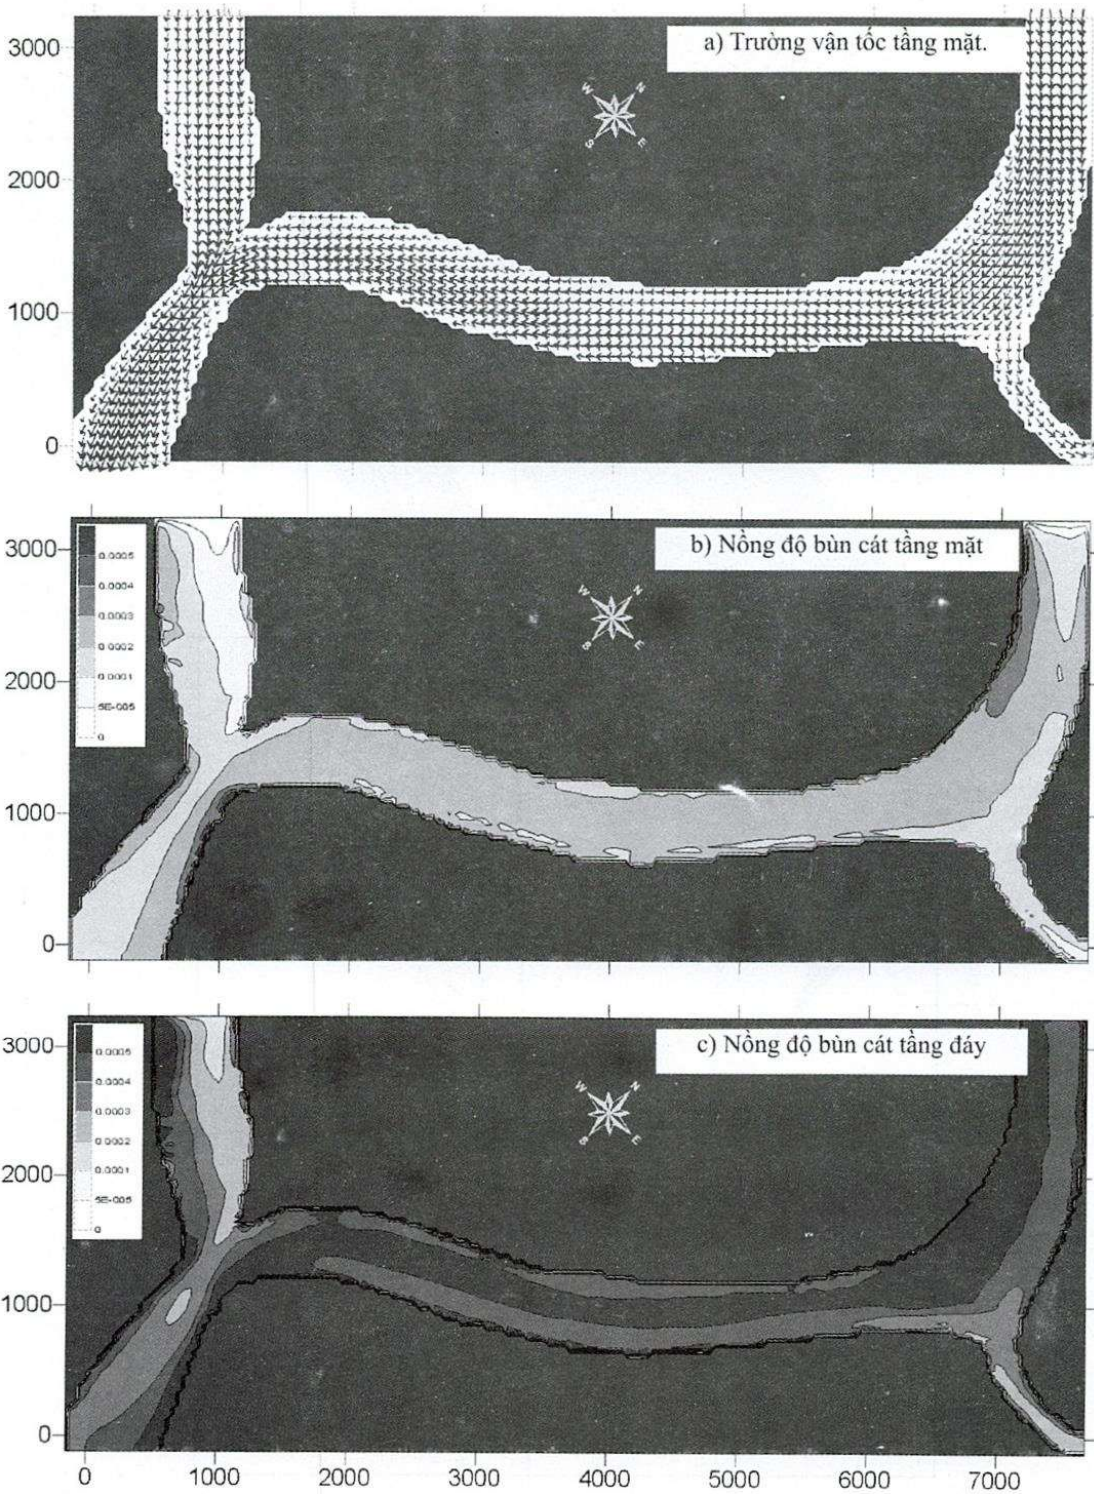 a) Trường vận tốc tầng mặt.
3000
2000
1000
0
W
N
S
E
b) Nồng độ bùn cát tầng mặt
3000
2000
1000
0
0.0005
0.0004
0.0003
0.0002
0.0001
5E-005
0
W
N
S
E
c) Nồng độ bùn cát tầng đáy
3000
2000
1000
0
0.0005
0.0004
0.0003
0.0002
0.0001
5E-005
0
W
N
S
E
0
1000
2000
3000
4000
5000
6000
7000